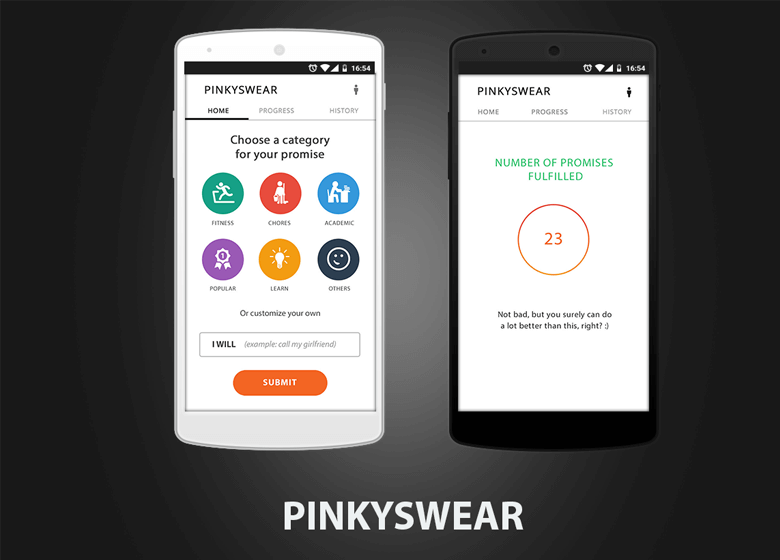 16:54
PINKYSWEAR
HOME PROGRESS HISTORY
Choose a category
for your promise
FITNESS CHORES ACADEMIC
1
POPULAR LEARN OTHERS
Or customize your own
I WILL (example: call my girlfriend)
SUBMIT
16:54
PINKYSWEAR
HOME PROGRESS HISTORY
NUMBER OF PROMISES
FULFILLED
23
Not bad, but you surely can do
a lot better than this, right? :)
PINKYSWEAR